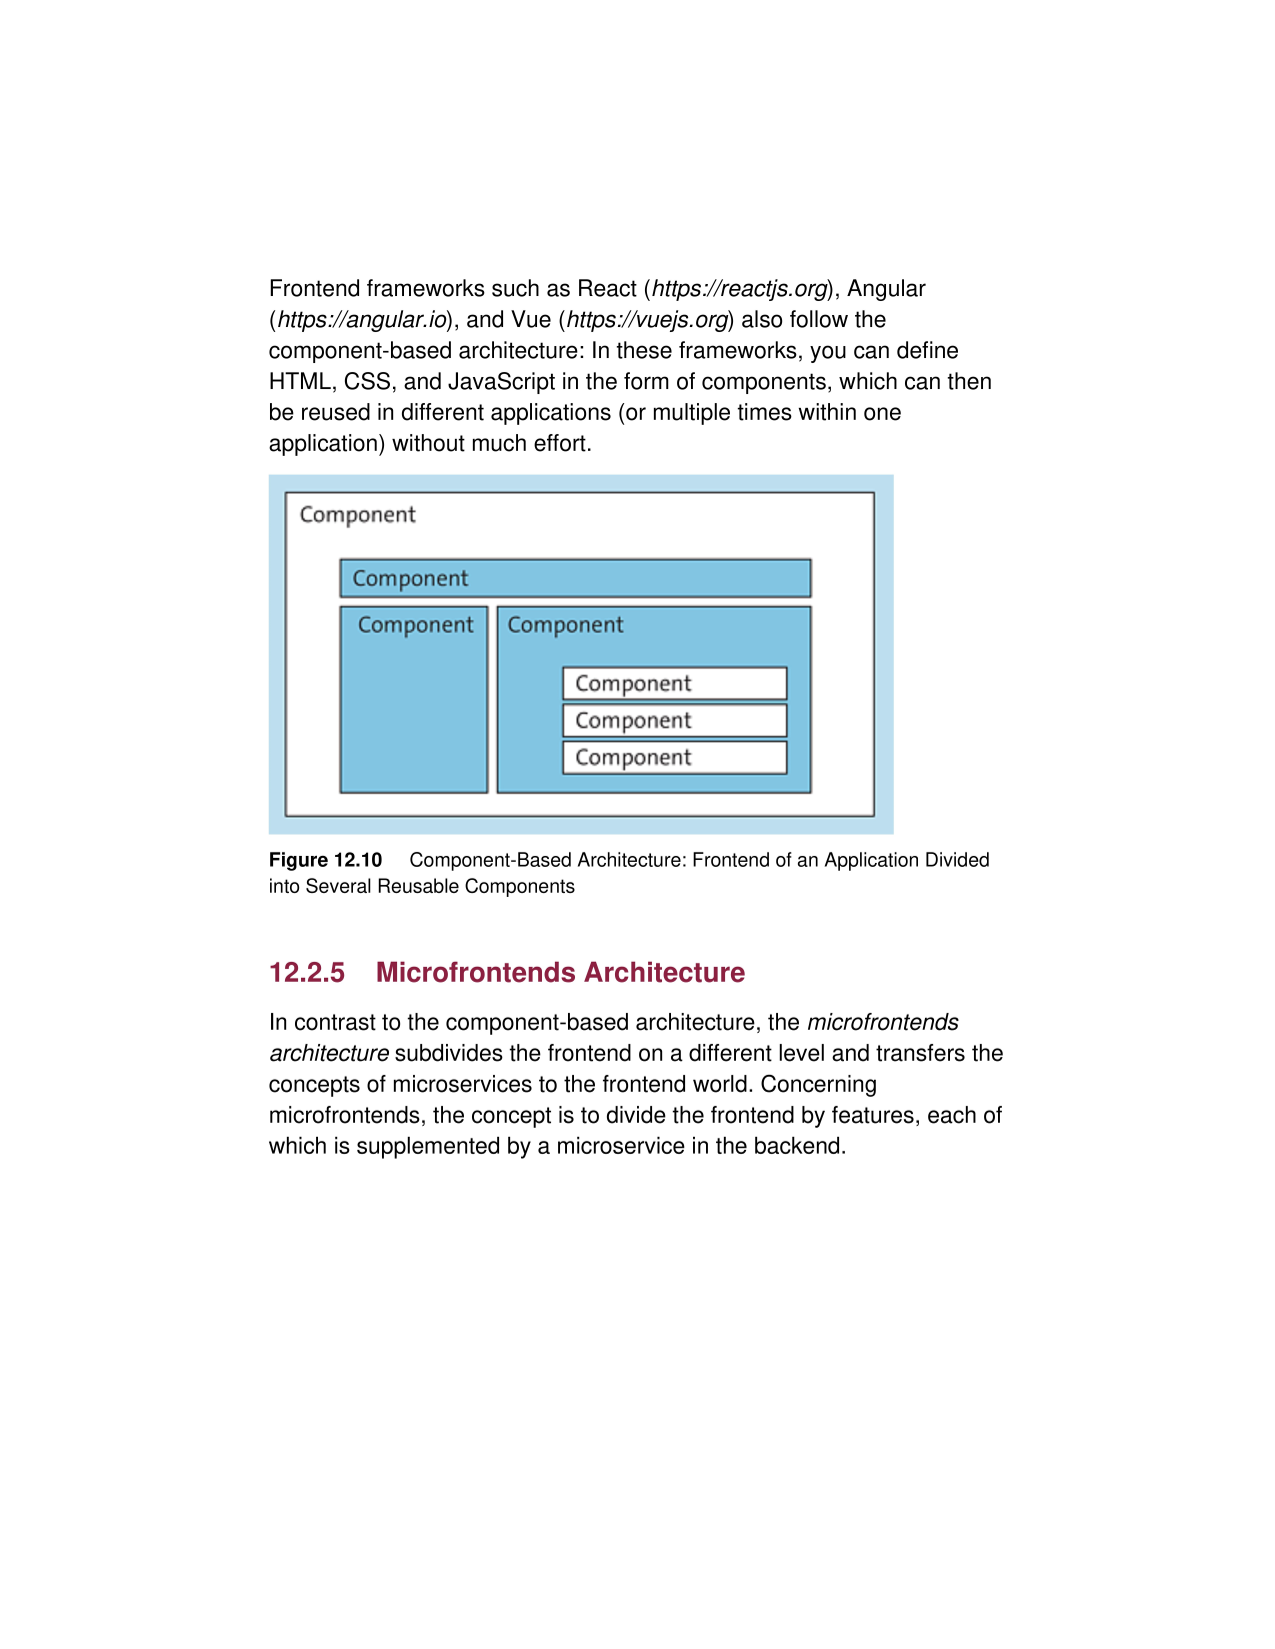 Frontend frameworks such as React (https://reactjs.org), Angular
(https://angular.io), and Vue (https://vuejs.org) also follow the
component-based architecture: In these frameworks, you can define
HTML, CSS, and JavaScript in the form of components, which can then
be reused in different applications (or multiple times within one
application) without much effort.
Component
Component
Component
Component
Component
Component
Component
Figure 12.10 Component-Based Architecture: Frontend of an Application Divided
into Several Reusable Components
12.2.5 Microfrontends Architecture
In contrast to the component-based architecture, the microfrontends
architecture subdivides the frontend on a different level and transfers the
concepts of microservices to the frontend world. Concerning
microfrontends, the concept is to divide the frontend by features, each of
which is supplemented by a microservice in the backend.